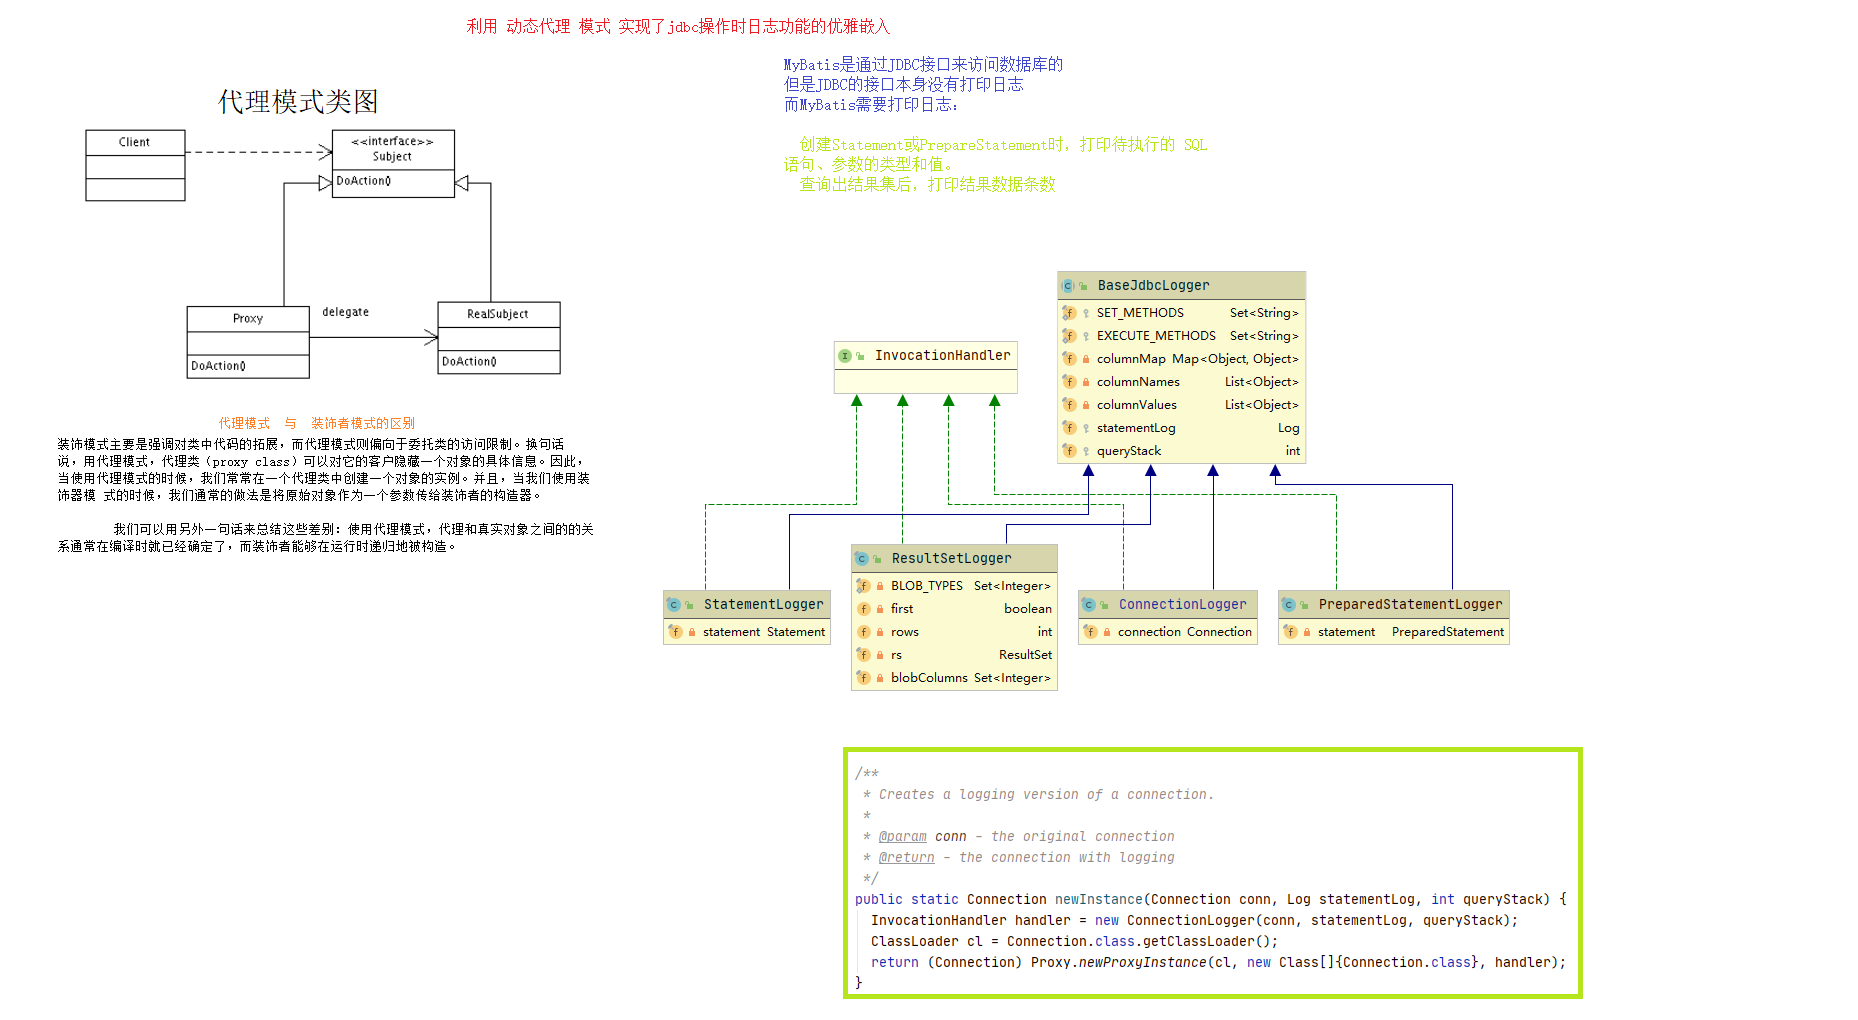 利用 动态代理 模式 实现了jdbc操作时日志功能的优雅嵌入
MyBatis是通过JDBC接口来访问数据库的
但是JDBC的接口本身没有打印日志
而MyBatis需要打印日志：
创建Statement或PrepareStatement时，打印待执行的 SQL
语句、参数的类型和值。
查询出结果集后，打印结果数据条数
代理模式类图
Client
<<interface>>
Subject
DoAction()
Proxy
DoAction()
delegate
RealSubject
DoAction()
代理模式 与 装饰者模式的区别
装饰模式主要是强调对类中代码的拓展，而代理模式则偏向于委托类的访问限制。换句话
说，用代理模式，代理类（proxy class）可以对它的客户隐藏一个对象的具体信息。因此，
当使用代理模式的时候，我们常常在一个代理类中创建一个对象的实例。并且，当我们使用装
饰器模 式的时候，我们通常的做法是将原始对象作为一个参数传给装饰者的构造器。
我们可以用另外一句话来总结这些差别：使用代理模式，代理和真实对象之间的的关
系通常在编译时就已经确定了，而装饰者能够在运行时递归地被构造。
InvocationHandler
BaseJdbcLogger
SET_METHODS Set<String>
EXECUTE_METHODS Set<String>
columnMap Map<Object, Object>
columnNames List<Object>
columnValues List<Object>
statementLog Log
queryStack int
StatementLogger
statement Statement
ResultSetLogger
BLOB_TYPES Set<Integer>
first boolean
rows int
rs ResultSet
blobColumns Set<Integer>
ConnectionLogger
connection Connection
PreparedStatementLogger
statement PreparedStatement
/**
* Creates a logging version of a connection.
*
* @param conn - the original connection
* @return - the connection with logging
*/
public static Connection newInstance(Connection conn, Log statementLog, int queryStack) {
InvocationHandler handler = new ConnectionLogger(conn, statementLog, queryStack);
ClassLoader cl = Connection.class.getClassLoader();
return (Connection) Proxy.newProxyInstance(cl, new Class[]{Connection.class}, handler);
}